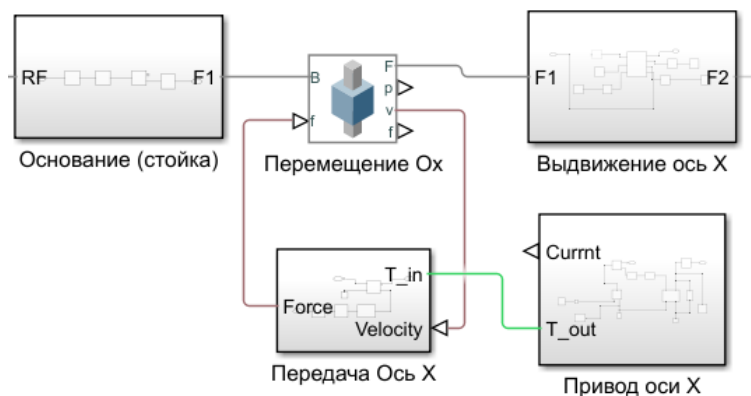 RF
F1
B
F
p
v
f
f
F1
F2
Основание (стойка)
Перемещение Ox
Выдвижение ось X
T_in
Force
Velocity
Currnt
T_out
Передача Ось X
Привод оси X